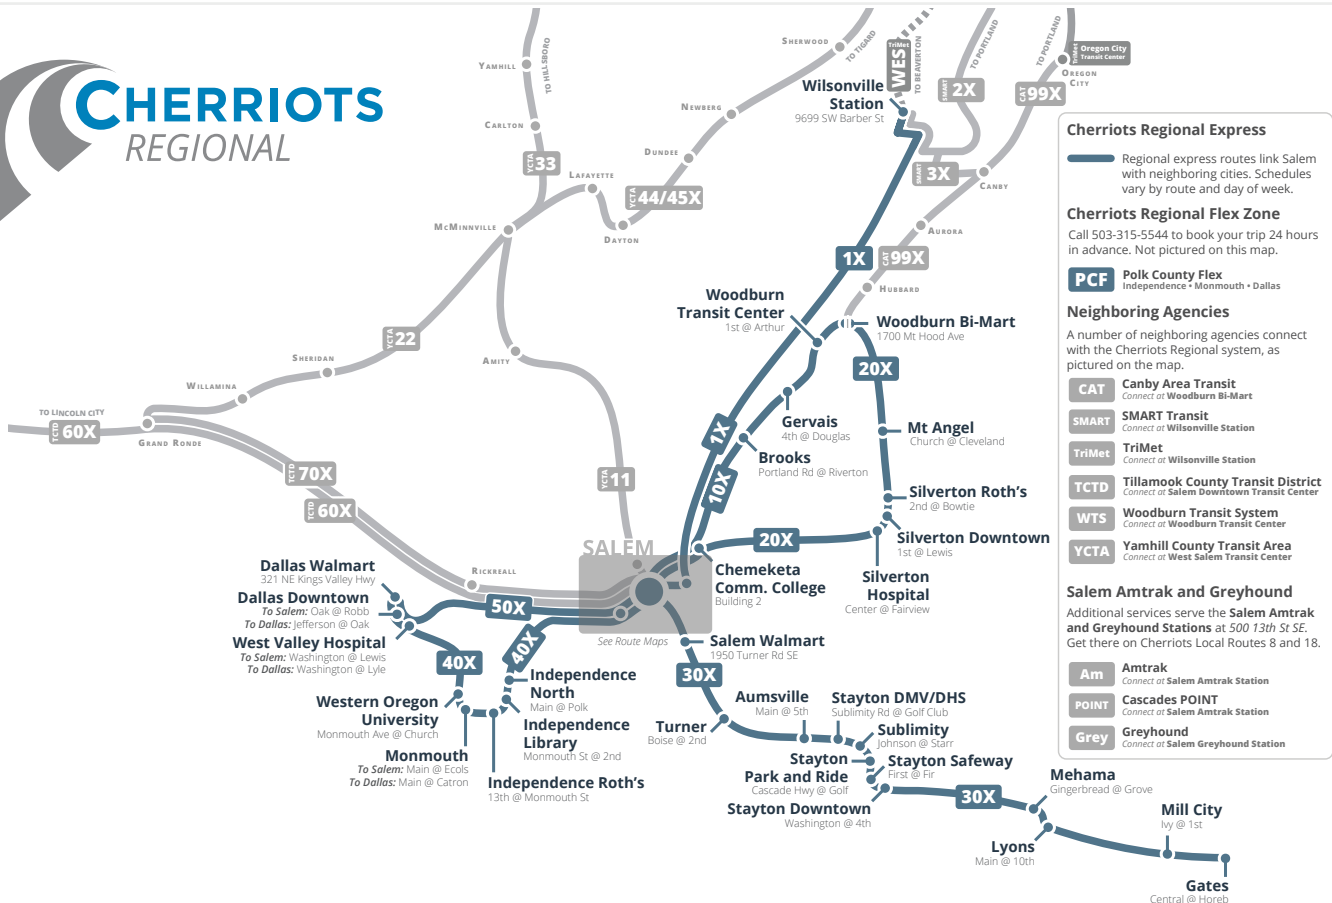 CHERRIOTS
REGIONAL
YAMHILL
TO HILLSBORO
CARLTON
YCTA 33
LAFAYETTE
MCMINNVILLE
DAYTON
DUNDEE
NEWBERG
SHERWOOD
TO TIGARD
YCTA 44/45X
YCTA 22
SHERIDAN
WILLAMINA
TO LINCOLN CITY
TCTD 60X
GRAND RONDE
TCTD 70X
TCTD 60X
AMITY
YCTA 11
RICKREALL
SALEM
See Route Maps
Wilsonville
Station
9699 SW Barber St
TriMet WES
TO BEAVERTON
SMART 2X
TO PORTLAND
CAT 99X
TO PORTLAND
TriMet
Oregon City
Transit Center
OREGON
CITY
SMART 3X
CANBY
AURORA
CAT 99X
HUBBARD
1X
Woodburn
Transit Center
1st @ Arthur
Woodburn Bi-Mart
1700 Mt Hood Ave
20X
Gervais
4th @ Douglas
Mt Angel
Church @ Cleveland
1X
Brooks
Portland Rd @ Riverton
10X
Silverton Roth's
2nd @ Bowtie
Silverton Downtown
1st @ Lewis
20X
Silverton
Hospital
Center @ Fairview
Chemeketa
Comm. College
Building 2
Dallas Walmart
321 NE Kings Valley Hwy
Dallas Downtown
To Salem: Oak @ Robb
To Dallas: Jefferson @ Oak
West Valley Hospital
To Salem: Washington @ Lewis
To Dallas: Washington @ Lyle
50X
40X
40X
Western Oregon
University
Monmouth Ave @ Church
Monmouth
To Salem: Main @ Ecols
To Dallas: Main @ Catron
Independence
North
Main @ Polk
Independence
Library
Monmouth St @ 2nd
Independence Roth's
13th @ Monmouth St
Salem Walmart
1950 Turner Rd SE
30X
Turner
Boise @ 2nd
Aumsville
Main @ 5th
Stayton DMV/DHS
Sublimity Rd @ Golf Club
Sublimity
Johnson @ Starr
Stayton
Park and Ride
Cascade Hwy @ Golf
Stayton Safeway
First @ Fir
Stayton Downtown
Washington @ 4th
30X
Mehama
Gingerbread @ Grove
Lyons
Main @ 10th
Mill City
Ivy @ 1st
Gates
Central @ Horeb
Cherriots Regional Express
Regional express routes link Salem
with neighboring cities. Schedules
vary by route and day of week.
Cherriots Regional Flex Zone
Call 503-315-5544 to book your trip 24 hours
in advance. Not pictured on this map.
PCF
Polk County Flex
Independence • Monmouth • Dallas
Neighboring Agencies
A number of neighboring agencies connect
with the Cherriots Regional system, as
pictured on the map.
CAT
Canby Area Transit
Connect at Woodburn Bi-Mart
SMART
SMART Transit
Connect at Wilsonville Station
TriMet
TriMet
Connect at Wilsonville Station
TCTD
Tillamook County Transit District
Connect at Salem Downtown Transit Center
WTS
Woodburn Transit System
Connect at Woodburn Transit Center
YCTA
Yamhill County Transit Area
Connect at West Salem Transit Center
Salem Amtrak and Greyhound
Additional services serve the Salem Amtrak
and Greyhound Stations at 500 13th St SE.
Get there on Cherriots Local Routes 8 and 18.
Am
Amtrak
Connect at Salem Amtrak Station
POINT
Cascades POINT
Connect at Salem Amtrak Station
Grey
Greyhound
Connect at Salem Greyhound Station